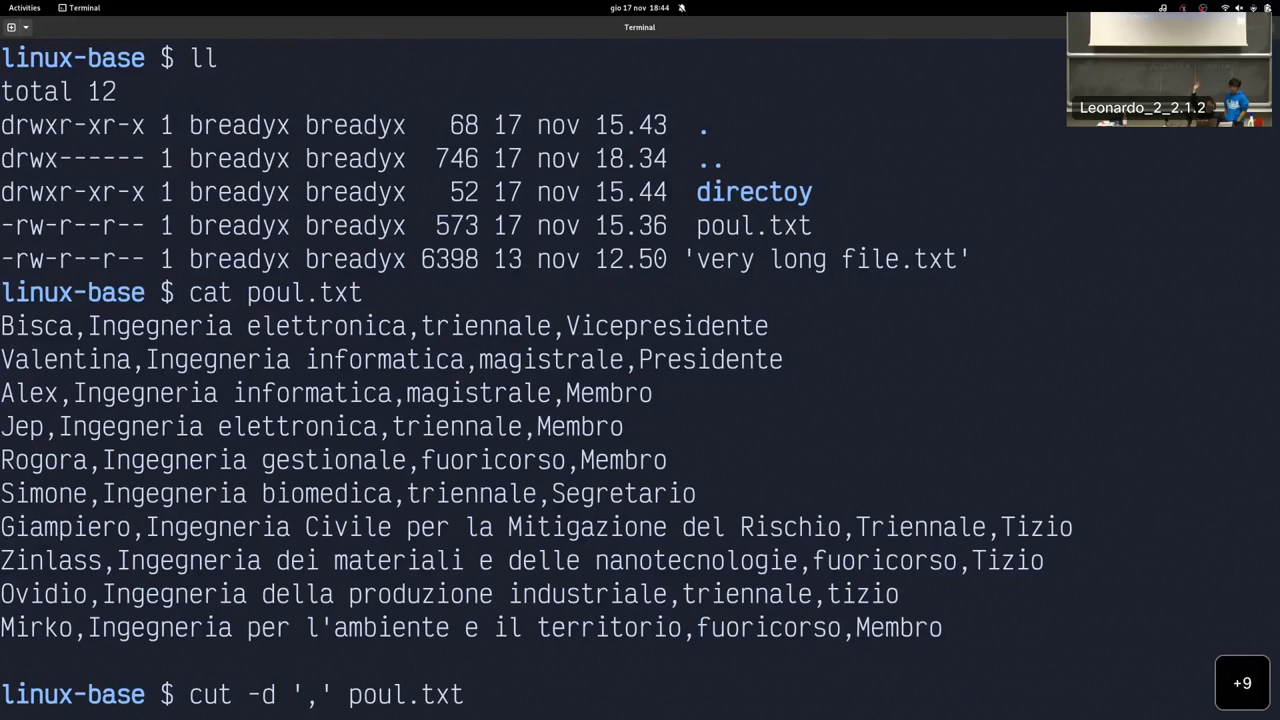 Activities Terminal gio 17 nov 18:44
Terminal
linux-base $ ll
total 12
drwxr-xr-x 1 breadyx breadyx 68 17 nov 15.43 .
drwx------ 1 breadyx breadyx 746 17 nov 18.34 ..
drwxr-xr-x 1 breadyx breadyx 52 17 nov 15.44 directoy
-rw-r--r-- 1 breadyx breadyx 573 17 nov 15.36 poul.txt
-rw-r--r-- 1 breadyx breadyx 6398 13 nov 12.50 'very long file.txt'
linux-base $ cat poul.txt
Bisca,Ingegneria elettronica,triennale,Vicepresidente
Valentina,Ingegneria informatica,magistrale,Presidente
Alex,Ingegneria informatica,magistrale,Membro
Jep,Ingegneria elettronica,triennale,Membro
Rogora,Ingegneria gestionale,fuoricorso,Membro
Simone,Ingegneria biomedica,triennale,Segretario
Giampiero,Ingegneria Civile per la Mitigazione del Rischio,Triennale,Tizio
Zinlass,Ingegneria dei materiali e delle nanotecnologie,fuoricorso,Tizio
Ovidio,Ingegneria della produzione industriale,triennale,tizio
Mirko,Ingegneria per l'ambiente e il territorio,fuoricorso,Membro
linux-base $ cut -d ',' poul.txt
Leonardo_2_2.1.2
+9